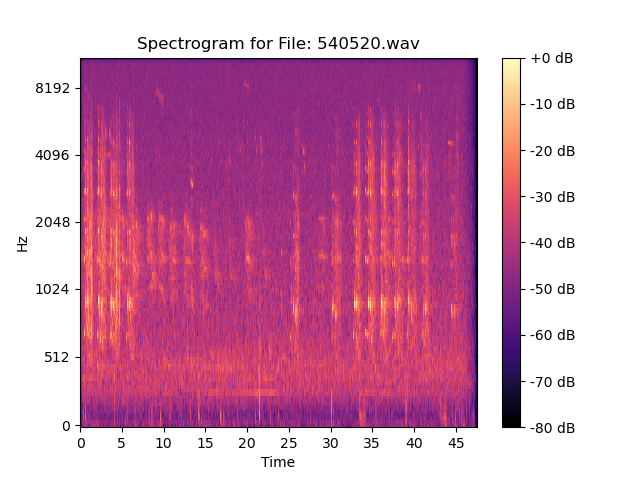 Spectrogram for File: 540520.wav
8192
4096
2048
1024
512
0
Hz
0 5 10 15 20 25 30 35 40 45
Time
+0 dB
-10 dB
-20 dB
-30 dB
-40 dB
-50 dB
-60 dB
-70 dB
-80 dB